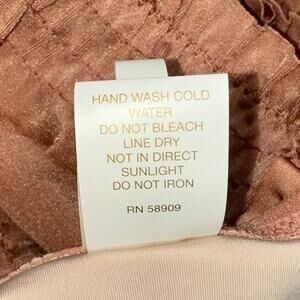 HAND WASH COLD
WATER
DO NOT BLEACH
LINE DRY
NOT IN DIRECT
SUNLIGHT
DO NOT IRON
RN 58909